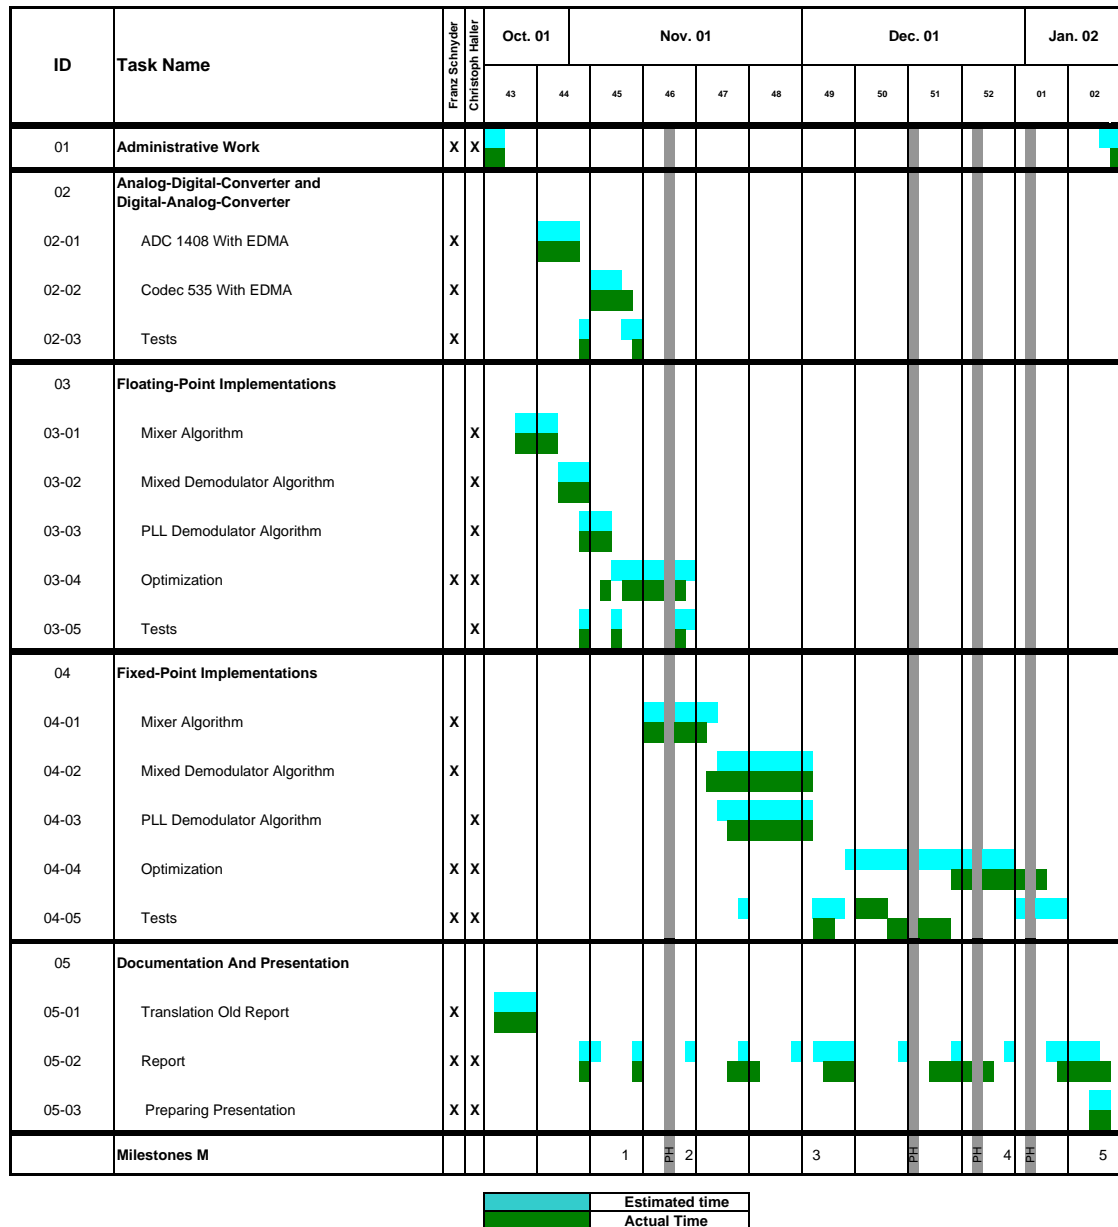 ID Task Name Franz Schnyder Christoph Haller Oct. 01 Nov. 01 Dec. 01 Jan. 02
43 44 45 46 47 48 49 50 51 52 01 02
01 Administrative Work X X
02 Analog-Digital-Converter and
Digital-Analog-Converter
02-01 ADC 1408 With EDMA X
02-02 Codec 535 With EDMA X
02-03 Tests X
03 Floating-Point Implementations
03-01 Mixer Algorithm X
03-02 Mixed Demodulator Algorithm X
03-03 PLL Demodulator Algorithm X
03-04 Optimization X X
03-05 Tests X
04 Fixed-Point Implementations
04-01 Mixer Algorithm X
04-02 Mixed Demodulator Algorithm X
04-03 PLL Demodulator Algorithm X
04-04 Optimization X X
04-05 Tests X X
05 Documentation And Presentation
05-01 Translation Old Report X
05-02 Report X X
05-03 Preparing Presentation X X
Milestones M 1 PH 2 3 PH PH 4 PH 5
Estimated time
Actual Time